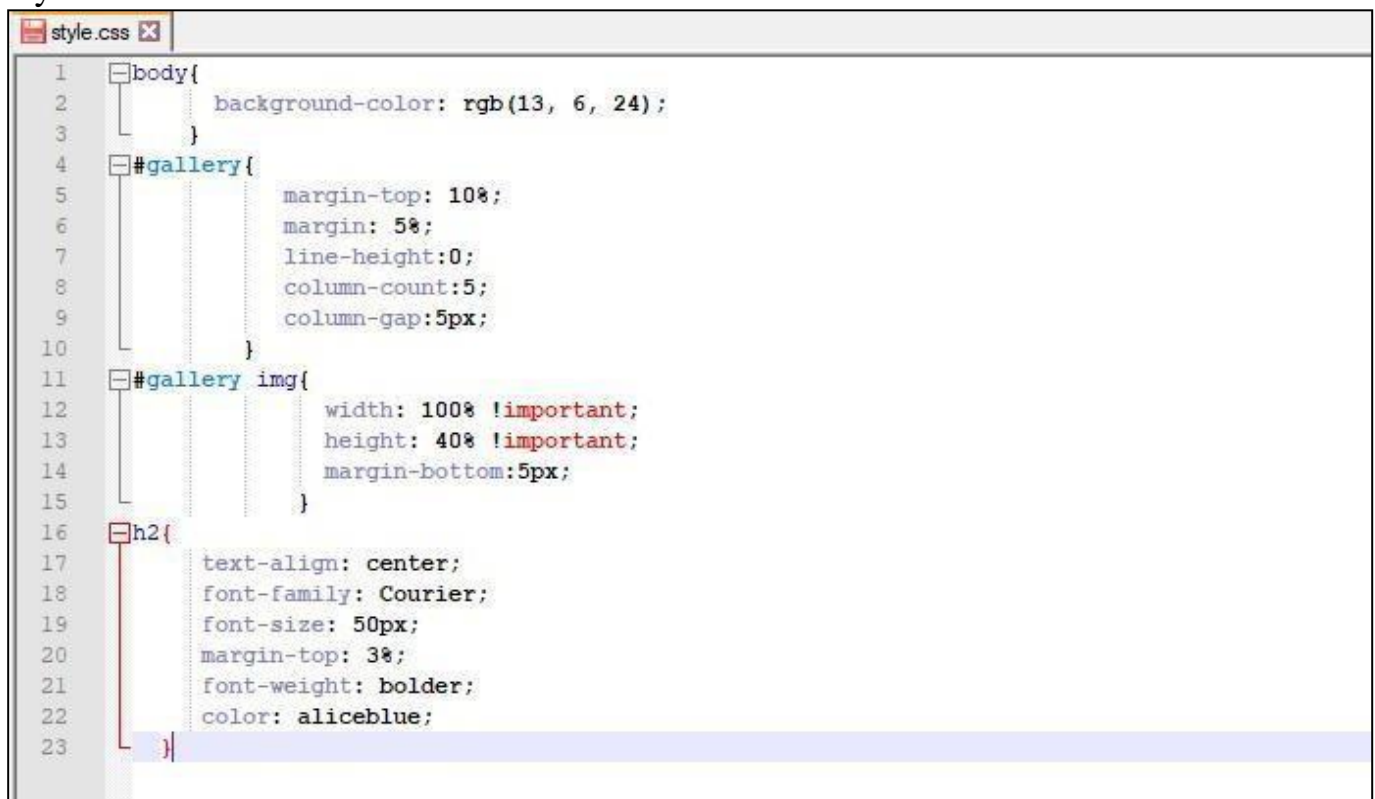 style.css
1 body{
2 background-color: rgb(13, 6, 24);
3 }
4 #gallery{
5 margin-top: 10%;
6 margin: 5%;
7 line-height:0;
8 column-count:5;
9 column-gap:5px;
10 }
11 #gallery img{
12 width: 100% !important;
13 height: 40% !important;
14 margin-bottom:5px;
15 }
16 h2{
17 text-align: center;
18 font-family: Courier;
19 font-size: 50px;
20 margin-top: 3%;
21 font-weight: bolder;
22 color: aliceblue;
23 }